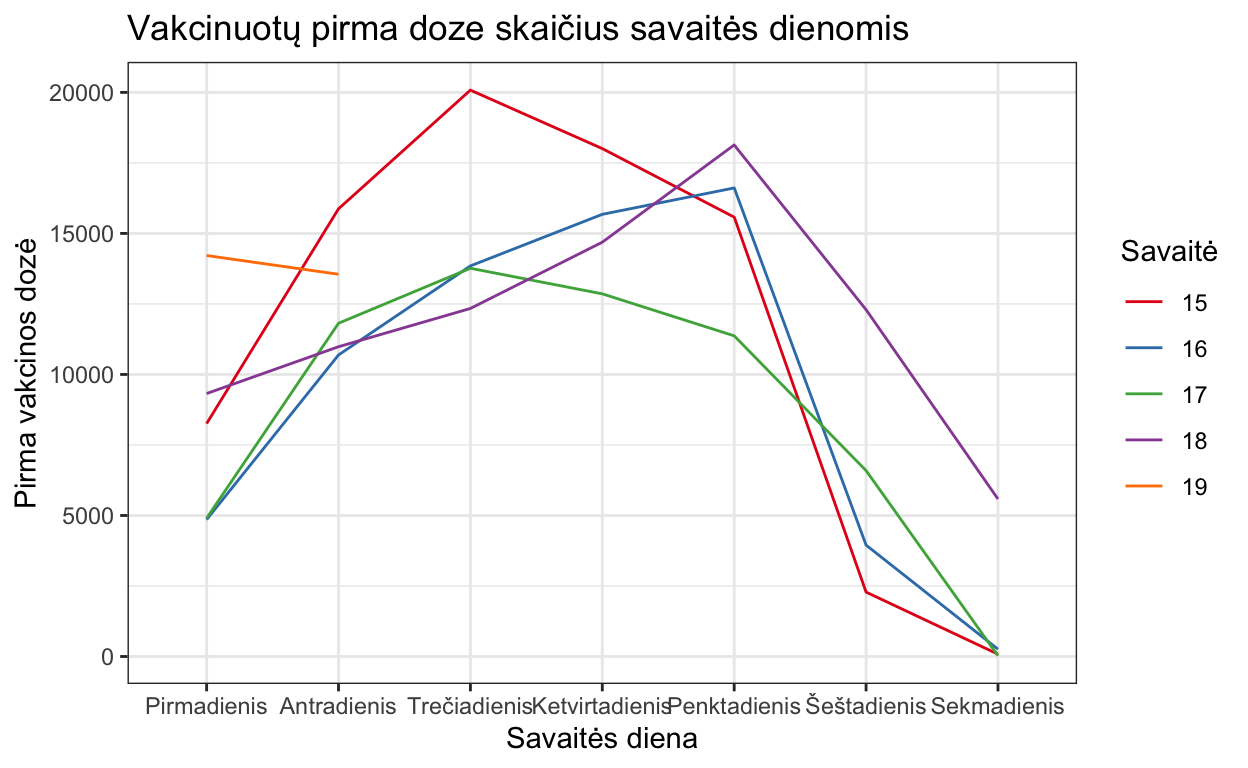 Vakcinuotų pirma doze skaičius savaitės dienomis
Pirma vakcinos dozė
20000
15000
10000
5000
0
Pirmadienis Antradienis Trečiadienis Ketvirtadienis Penktadienis Šeštadienis Sekmadienis
Savaitės diena
Savaitė
15
16
17
18
19